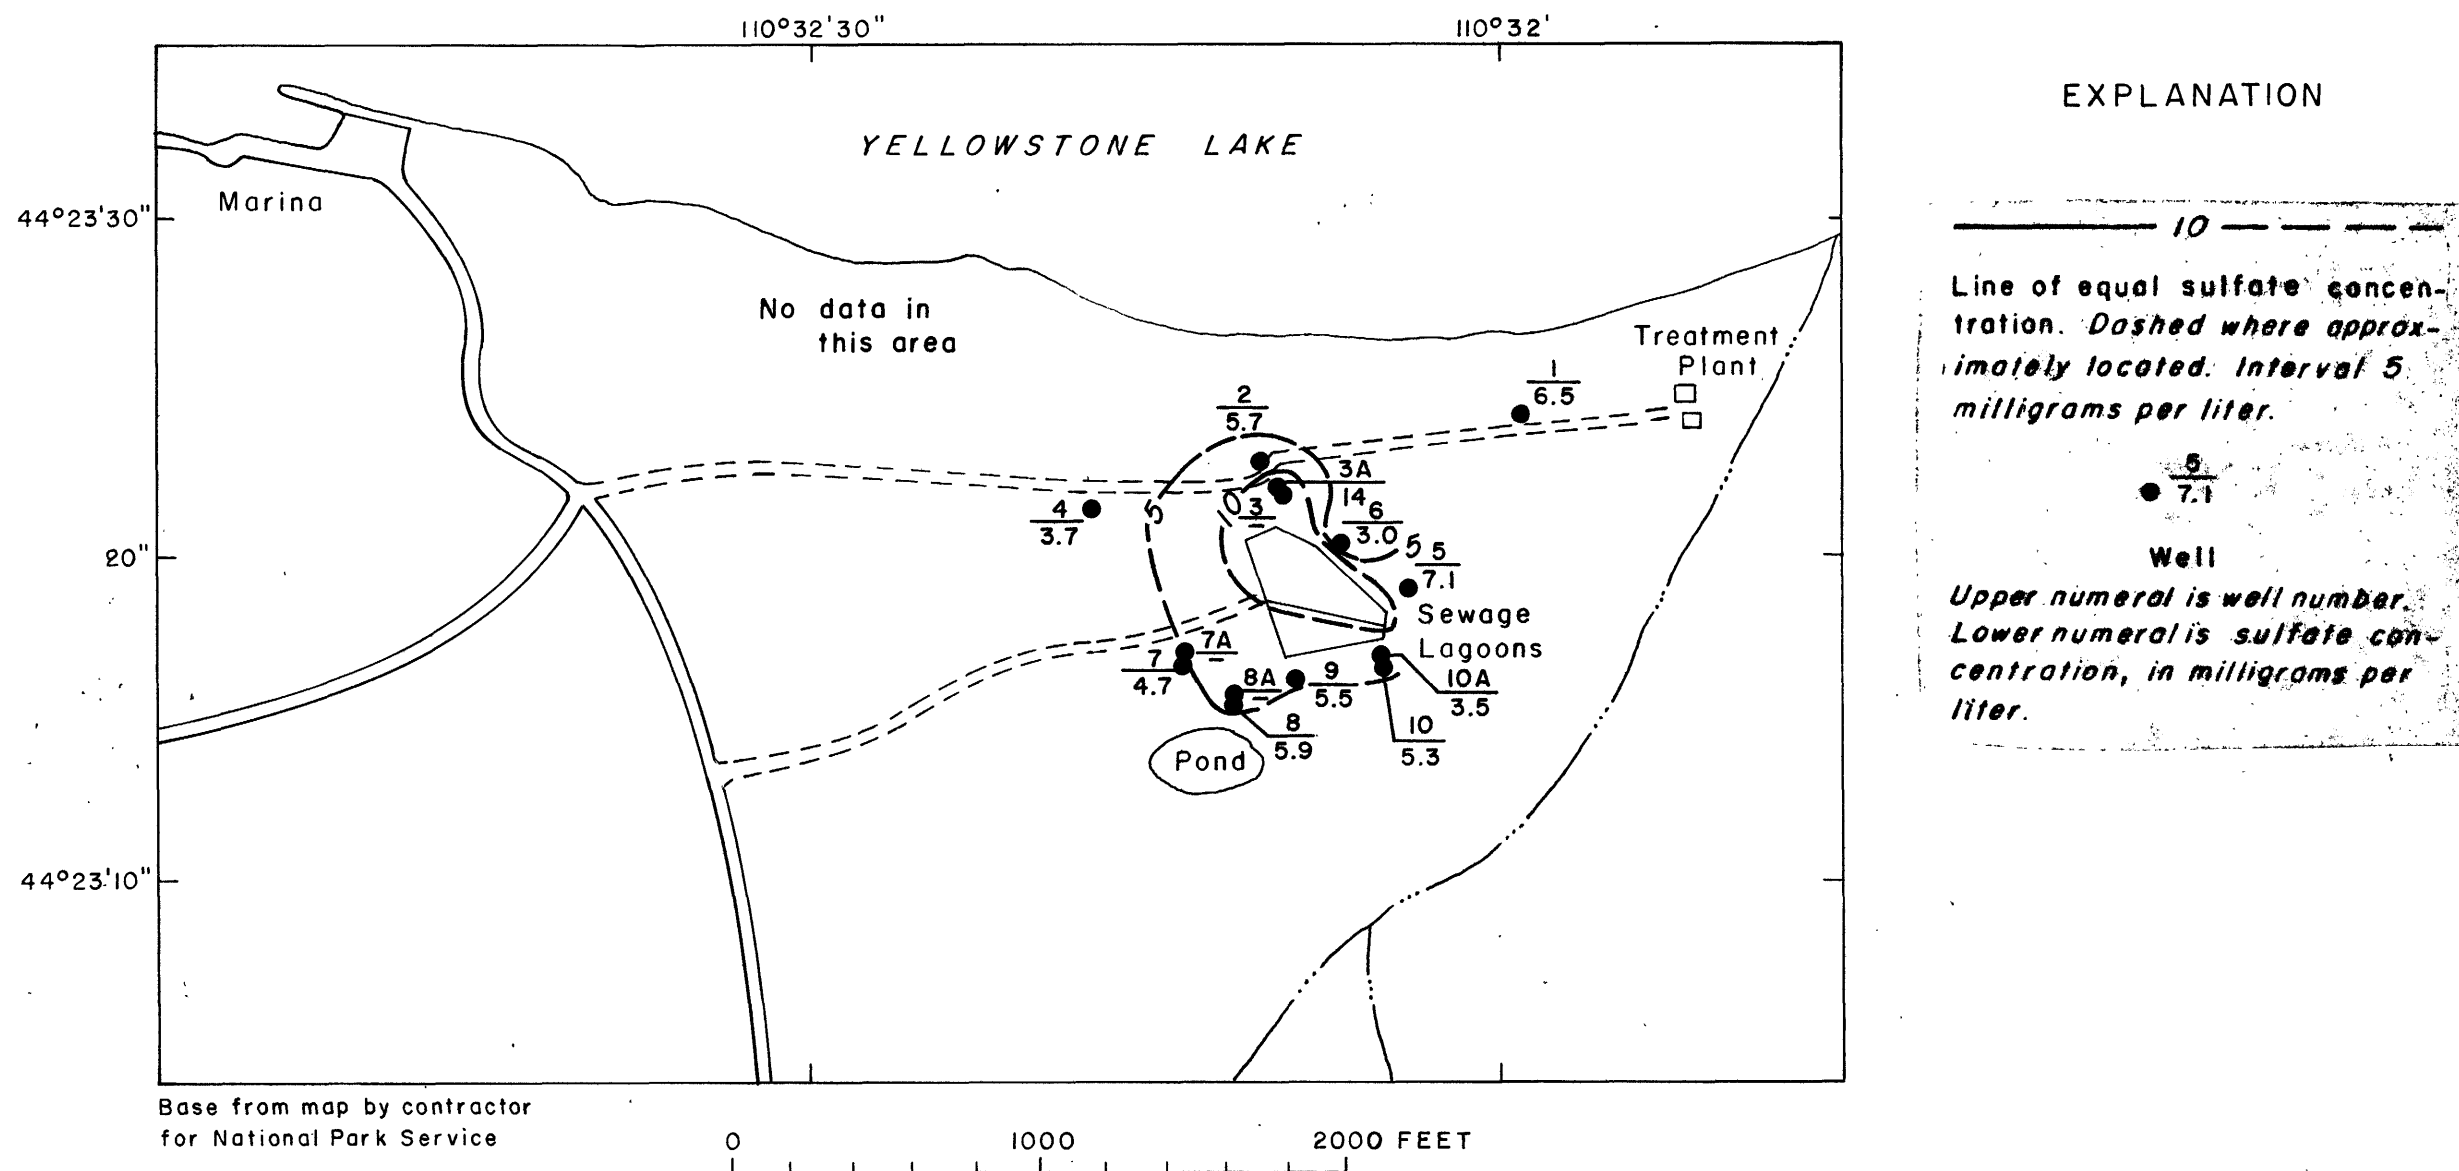 110°32'30"
110°32'
EXPLANATION
YELLOWSTONE LAKE
Marina
44°23'30"
10
Line of equal sulfate concen-
tration. Dashed where approx-
imately located. Interval 5
milligrams per liter.
No data in
this area
Treatment
Plant
1
6.5
2
5.7
3A
14
3
–
4
3.7
5
6
3.0
5
5
7.1
5
7.1
20"
Well
Upper numeral is well number.
Lower numeral is sulfate con-
centration, in milligrams per
liter.
Sewage
Lagoons
7A
–
7
4.7
8A
–
9
5.5
10A
3.5
8
5.9
10
5.3
Pond
44°23'10"
Base from map by contractor
for National Park Service
0 1000 2000 FEET